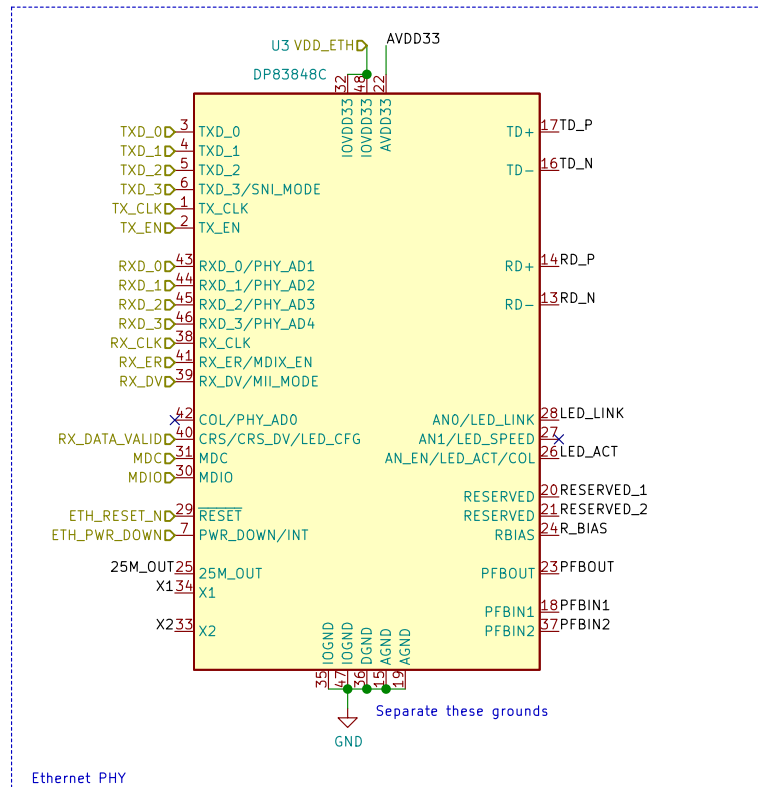 U3 VDD_ETH AVDD33
DP83848C
32 48 22
IOVDD33 IOVDD33 AVDD33
TXD_0 3 TXD_0 TD+ 17 TD_P
TXD_1 4 TXD_1
TXD_2 5 TXD_2 TD- 16 TD_N
TXD_3 6 TXD_3/SNI_MODE
TX_CLK 1 TX_CLK
TX_EN 2 TX_EN
RXD_0 43 RXD_0/PHY_AD1 RD+ 14 RD_P
RXD_1 44 RXD_1/PHY_AD2
RXD_2 45 RXD_2/PHY_AD3 RD- 13 RD_N
RXD_3 46 RXD_3/PHY_AD4
RX_CLK 38 RX_CLK
RX_ER 41 RX_ER/MDIX_EN
RX_DV 39 RX_DV/MII_MODE
42 COL/PHY_AD0 AN0/LED_LINK 28 LED_LINK
RX_DATA_VALID 40 CRS/CRS_DV/LED_CFG AN1/LED_SPEED 27
MDC 31 MDC AN_EN/LED_ACT/COL 26 LED_ACT
MDIO 30 MDIO
RESERVED 20 RESERVED_1
ETH_RESET_N 29 RESET RESERVED 21 RESERVED_2
ETH_PWR_DOWN 7 PWR_DOWN/INT RBIAS 24 R_BIAS
25M_OUT 25 25M_OUT PFBOUT 23 PFBOUT
X1 34 X1
PFBIN1 18 PFBIN1
X2 33 X2 PFBIN2 37 PFBIN2
IOGND IOGND DGND AGND AGND
35 47 36 15 19
Separate these grounds
GND
Ethernet PHY